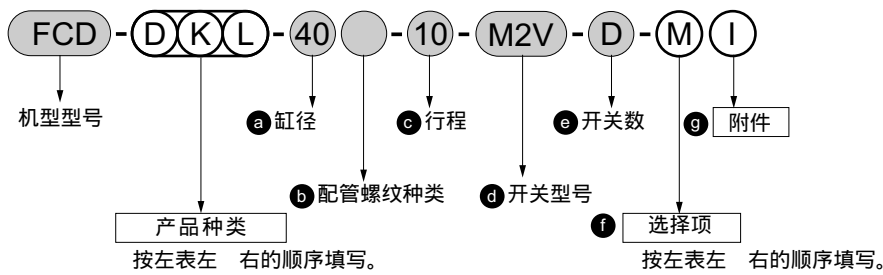 FCD - D K L - 40 - 10 - M2V - D - M I
机型型号
a 缸径
c 行程
e 开关数
g 附件
b 配管螺纹种类
d 开关型号
产品种类
f 选择项
按左表左 右的顺序填写。
按左表左 右的顺序填写。